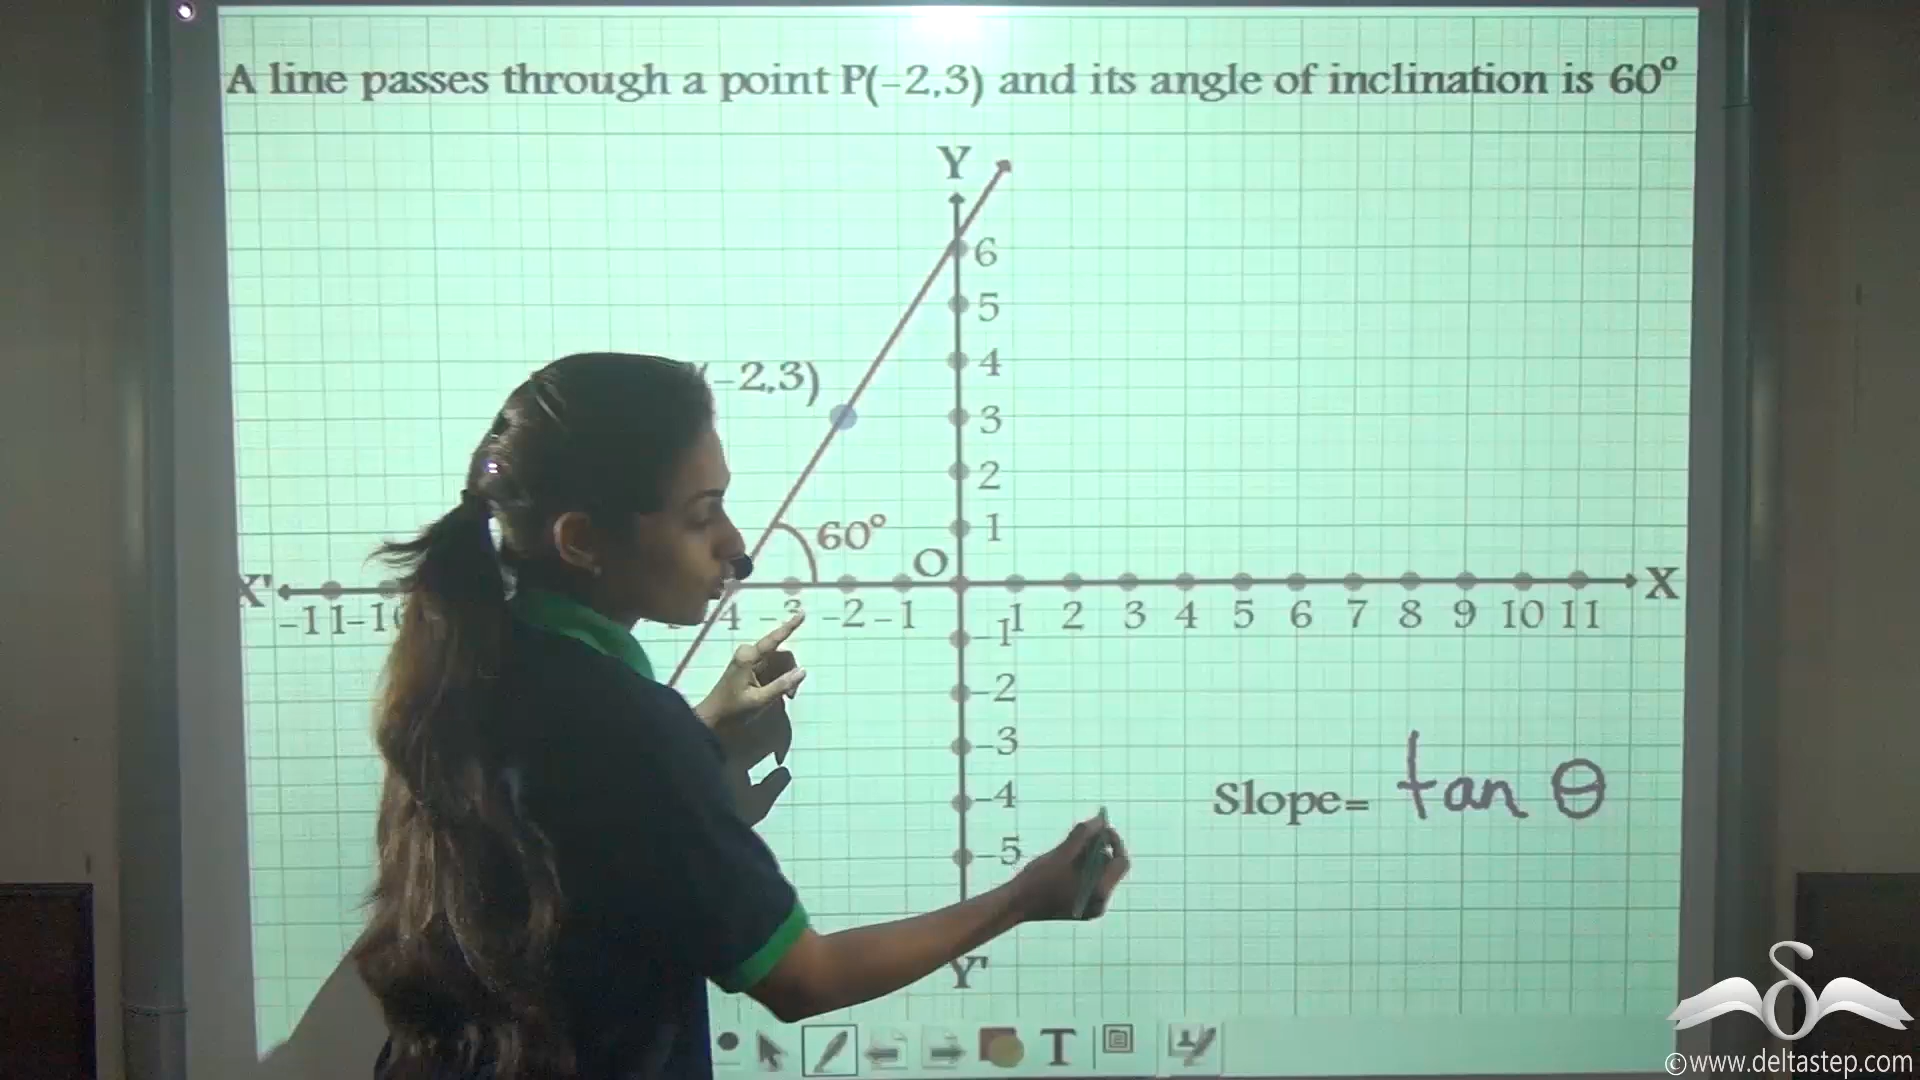 A line passes through a point P(−2,3) and its angle of inclination is 60°
Y
6
5
(−2,3)
4
3
2
60°
1
O
X' X
−11 −3 −2 −1 1 2 3 4 5 6 7 8 9 10 11
−1
−2
−3
Slope= tan θ
−4
−5
Y'
T
©www.deltastep.com